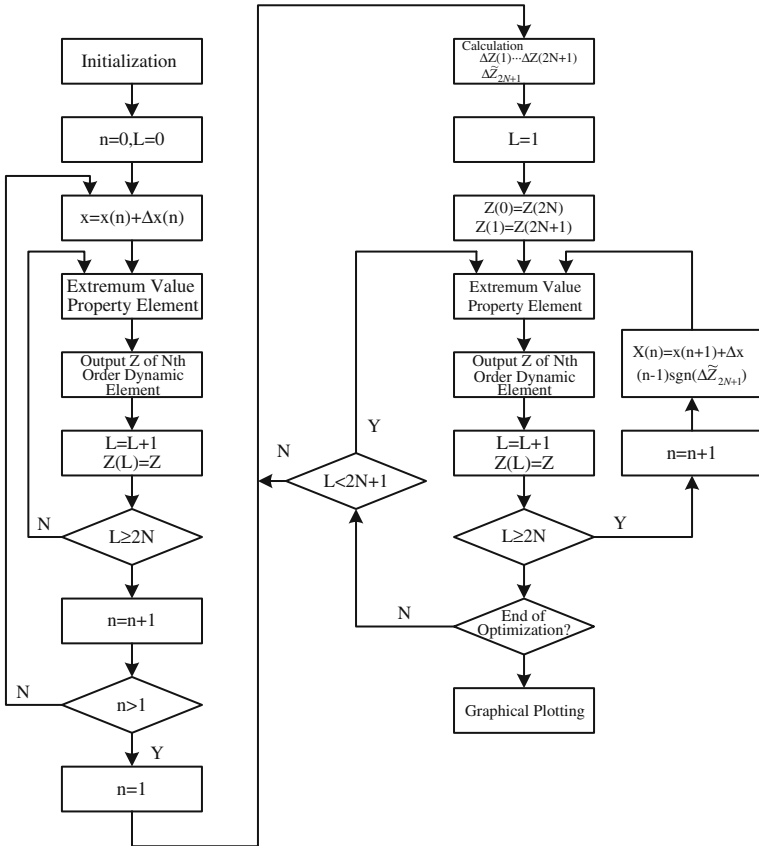 Initialization
n=0,L=0
x=x(n)+Δx(n)
Extremum Value
Property Element
Output Z of Nth
Order Dynamic
Element
L=L+1
Z(L)=Z
N
L≥2N
n=n+1
N
n>1
Y
n=1
Calculation
ΔZ(1)···ΔZ(2N+1)
ΔZ̃2N+1
L=1
Z(0)=Z(2N)
Z(1)=Z(2N+1)
Extremum Value
Property Element
Output Z of Nth
Order Dynamic
Element
L=L+1
Z(L)=Z
Y
N
L<2N+1
L≥2N
Y
n=n+1
X(n)=x(n+1)+Δx
(n-1)sgn(ΔZ̃2N+1)
N
End of
Optimization?
Graphical Plotting